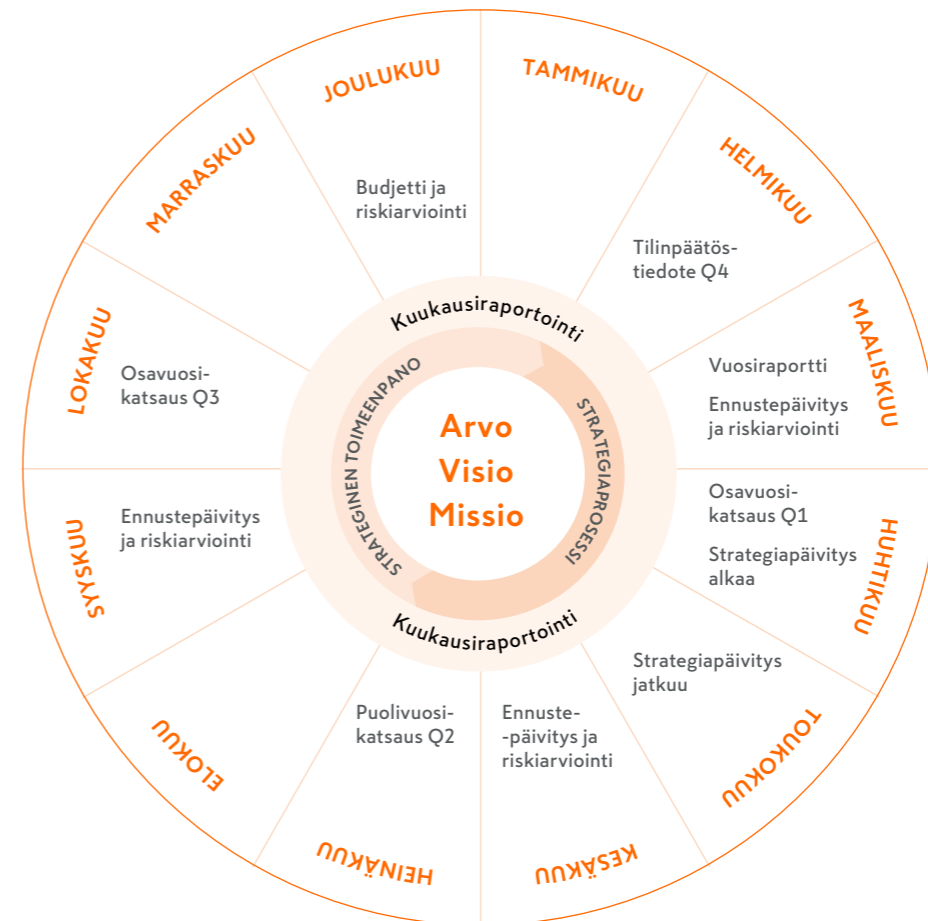 TAMMIKUU
HELMIKUU
Tilinpäätös-
tiedote Q4
MAALISKUU
Vuosiraportti
Ennustepäivitys
ja riskiarviointi
HUHTIKUU
Osavuosi-
katsaus Q1
Strategiapäivitys
alkaa
TOUKOKUU
Strategiapäivitys
jatkuu
KESÄKUU
Ennuste-
-päivitys ja
riskiarviointi
HEINÄKUU
Puolivuosi-
katsaus Q2
ELOKUU
SYYSKUU
Ennustepäivitys
ja riskiarviointi
LOKAKUU
Osavuosi-
katsaus Q3
MARRASKUU
JOULUKUU
Budjetti ja
riskiarviointi
Kuukausiraportointi
STRATEGIAPROSESSI
STRATEGINEN TOIMEENPANO
Arvo
Visio
Missio
Kuukausiraportointi